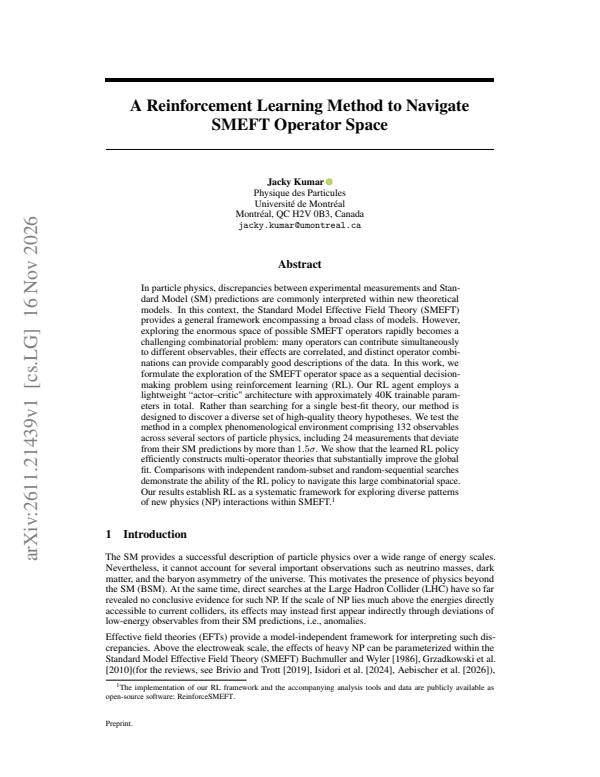 arXiv:2611.21439v1 [cs.LG] 16 Nov 2026
A Reinforcement Learning Method to Navigate
SMEFT Operator Space
Jacky Kumar
Physique des Particules
Université de Montréal
Montréal, QC H2V 0B3, Canada
jacky.kumar@umontreal.ca
Abstract
In particle physics, discrepancies between experimental measurements and Stan-
dard Model (SM) predictions are commonly interpreted within new theoretical
models. In this context, the Standard Model Effective Field Theory (SMEFT)
provides a general framework encompassing a broad class of models. However,
exploring the enormous space of possible SMEFT operators rapidly becomes a
challenging combinatorial problem: many operators can contribute simultaneously
to different observables, their effects are correlated, and distinct operator combi-
nations can provide comparably good descriptions of the data. In this work, we
formulate the exploration of the SMEFT operator space as a sequential decision-
making problem using reinforcement learning (RL). Our RL agent employs a
lightweight “actor–critic" architecture with approximately 40K trainable param-
eters in total. Rather than searching for a single best-fit theory, our method is
designed to discover a diverse set of high-quality theory hypotheses. We test the
method in a complex phenomenological environment comprising 132 observables
across several sectors of particle physics, including 24 measurements that deviate
from their SM predictions by more than 1.5σ. We show that the learned RL policy
efficiently constructs multi-operator theories that substantially improve the global
fit. Comparisons with independent random-subset and random-sequential searches
demonstrate the ability of the RL policy to navigate this large combinatorial space.
Our results establish RL as a systematic framework for exploring diverse patterns
of new physics (NP) interactions within SMEFT.1
1 Introduction
The SM provides a successful description of particle physics over a wide range of energy scales.
Nevertheless, it cannot account for several important observations such as neutrino masses, dark
matter, and the baryon asymmetry of the universe. This motivates the presence of physics beyond
the SM (BSM). At the same time, direct searches at the Large Hadron Collider (LHC) have so far
revealed no conclusive evidence for such NP. If the scale of NP lies much above the energies directly
accessible to current colliders, its effects may instead first appear indirectly through deviations of
low-energy observables from their SM predictions, i.e., anomalies.
Effective field theories (EFTs) provide a model-independent framework for interpreting such dis-
crepancies. Above the electroweak scale, the effects of heavy NP can be parameterized within the
Standard Model Effective Field Theory (SMEFT) Buchmuller and Wyler [1986], Grzadkowski et al.
[2010](for the reviews, see Brivio and Trott [2019], Isidori et al. [2024], Aebischer et al. [2026]),
1The implementation of our RL framework and the accompanying analysis tools and data are publicly available as
open-source software: ReinforceSMEFT.
Preprint.